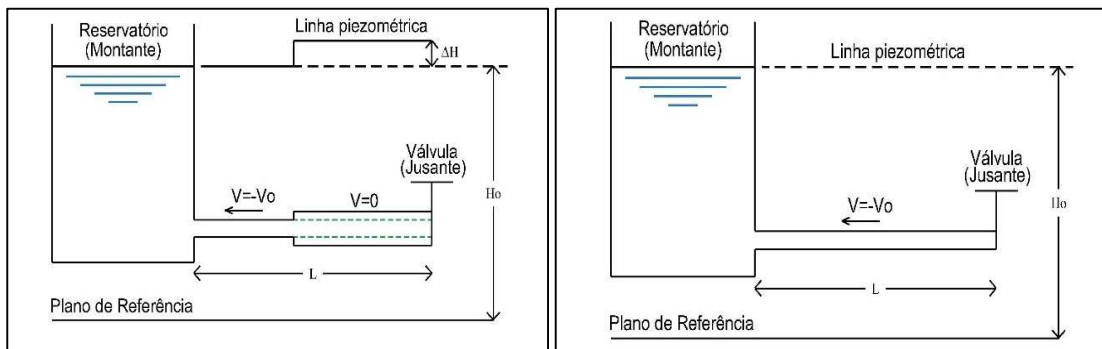 Reservatório
(Montante)
Linha piezométrica
ΔH
Válvula
(Jusante)
Ho
V=-Vo
V=0
L
Plano de Referência
Reservatório
(Montante)
Linha piezométrica
Válvula
(Jusante)
Ho
V=-Vo
L
Plano de Referência